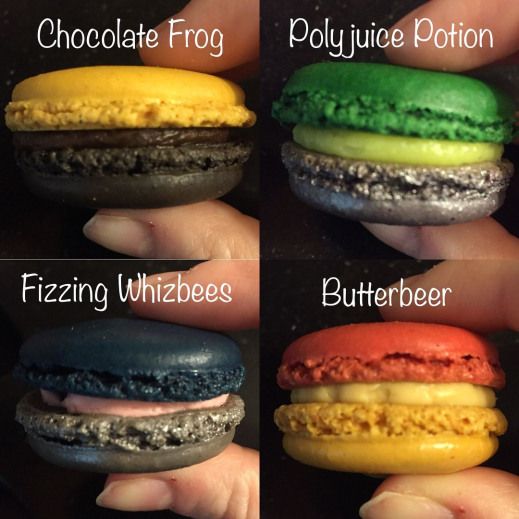 Chocolate Frog
Polyjuice Potion
Fizzing Whizbees
Butterbeer